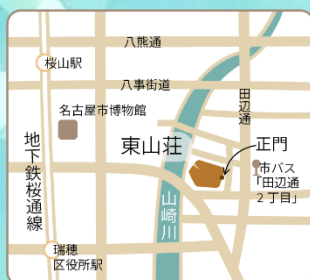 八熊通
桜山駅
八事街道
田辺通
名古屋市博物館
東山荘
正門
地下鉄桜通線
市バス
「田辺通
2丁目」
山崎川
瑞穂
区役所駅